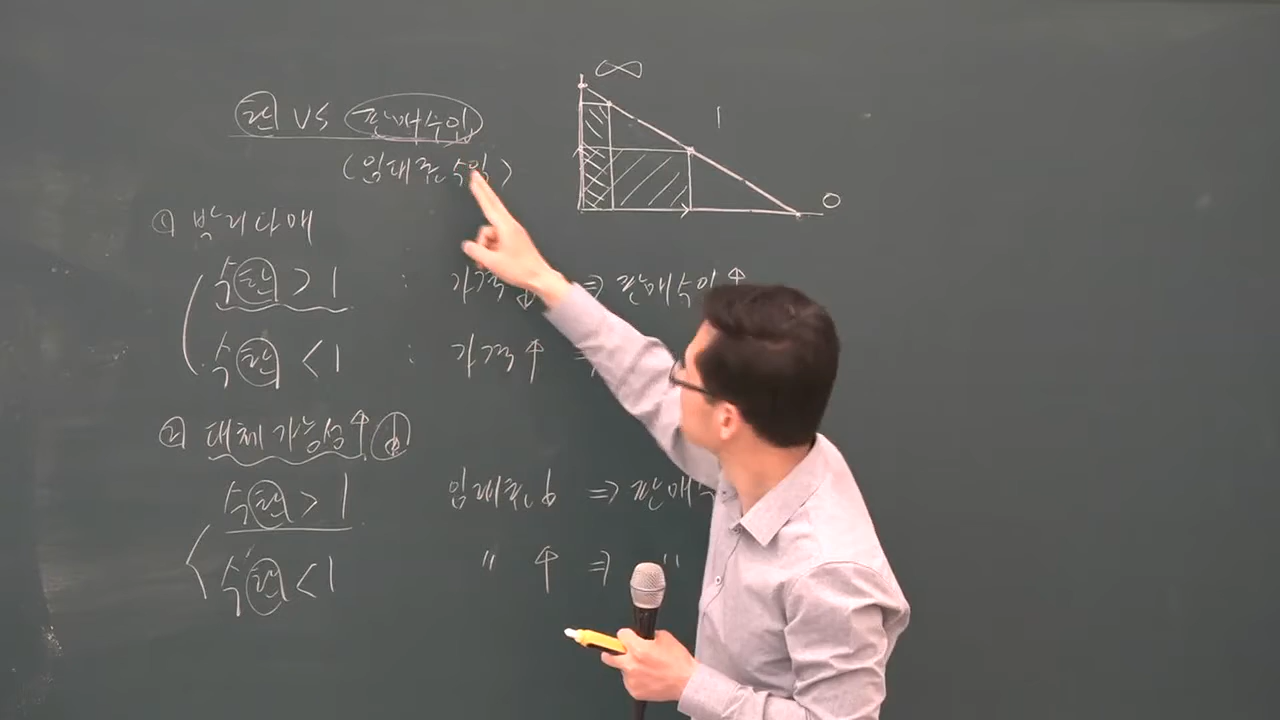 탄 VS 판매수입
(임대료 수입)
∞
1
0
① 박리다매
수탄 > 1 : 가격↓ ⇒ 판매수입↑
수탄 < 1 : 가격↑ ⇒
② 대체가능성↑↓
수탄 > 1 임대료↓ ⇒ 판매수
수탄 < 1 " ↑ ⇒ "